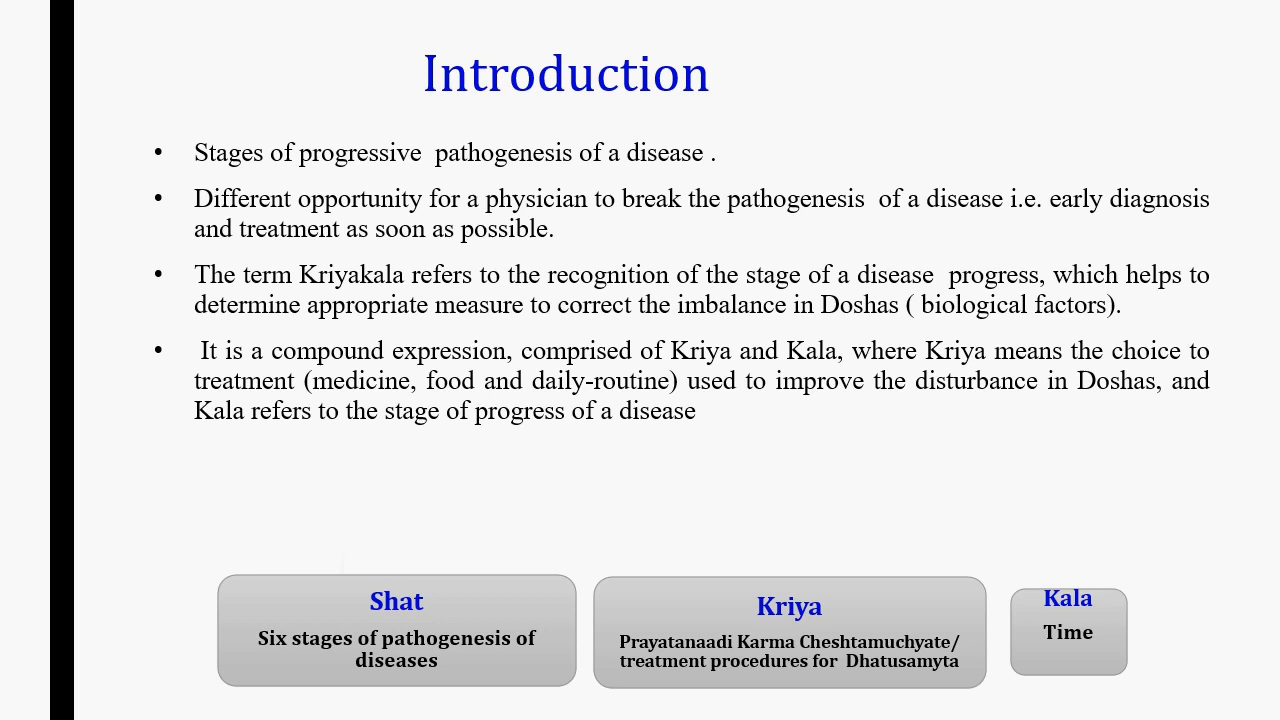 Introduction
• Stages of progressive  pathogenesis of a disease .
• Different opportunity for a physician to break the pathogenesis  of a disease i.e. early diagnosis
and treatment as soon as possible.
• The term Kriyakala refers to the recognition of the stage of a disease  progress, which helps to
determine appropriate measure to correct the imbalance in Doshas ( biological factors).
•  It is a compound expression, comprised of Kriya and Kala, where Kriya means the choice to
treatment (medicine, food and daily-routine) used to improve the disturbance in Doshas, and
Kala refers to the stage of progress of a disease
Shat
Six stages of pathogenesis of
diseases
Kriya
Prayatanaadi Karma Cheshtamuchyate/
treatment procedures for  Dhatusamyta
Kala
Time